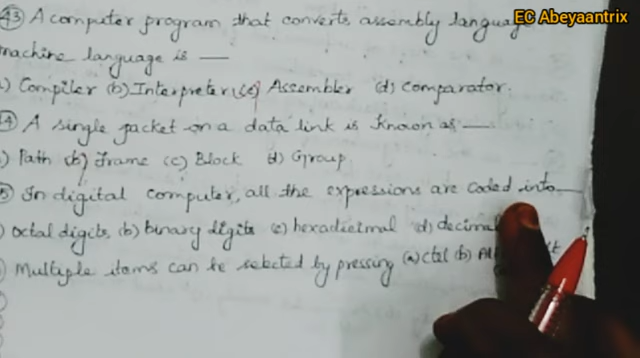 EC Abeyaantrix
43) A computer program that converts assembly language
machine language is —
) Compiler (b) Interpreter (c) Assembler (d) comparator.
4) A single packet on a data link is known as —
) Path (b) Frame (c) Block d) Group
5) In digital computer, all the expressions are coded into —
) octal digits (b) binary digits (c) hexadicimal (d) decimal
) Multiple items can be selected by pressing (a) ctrl (b)